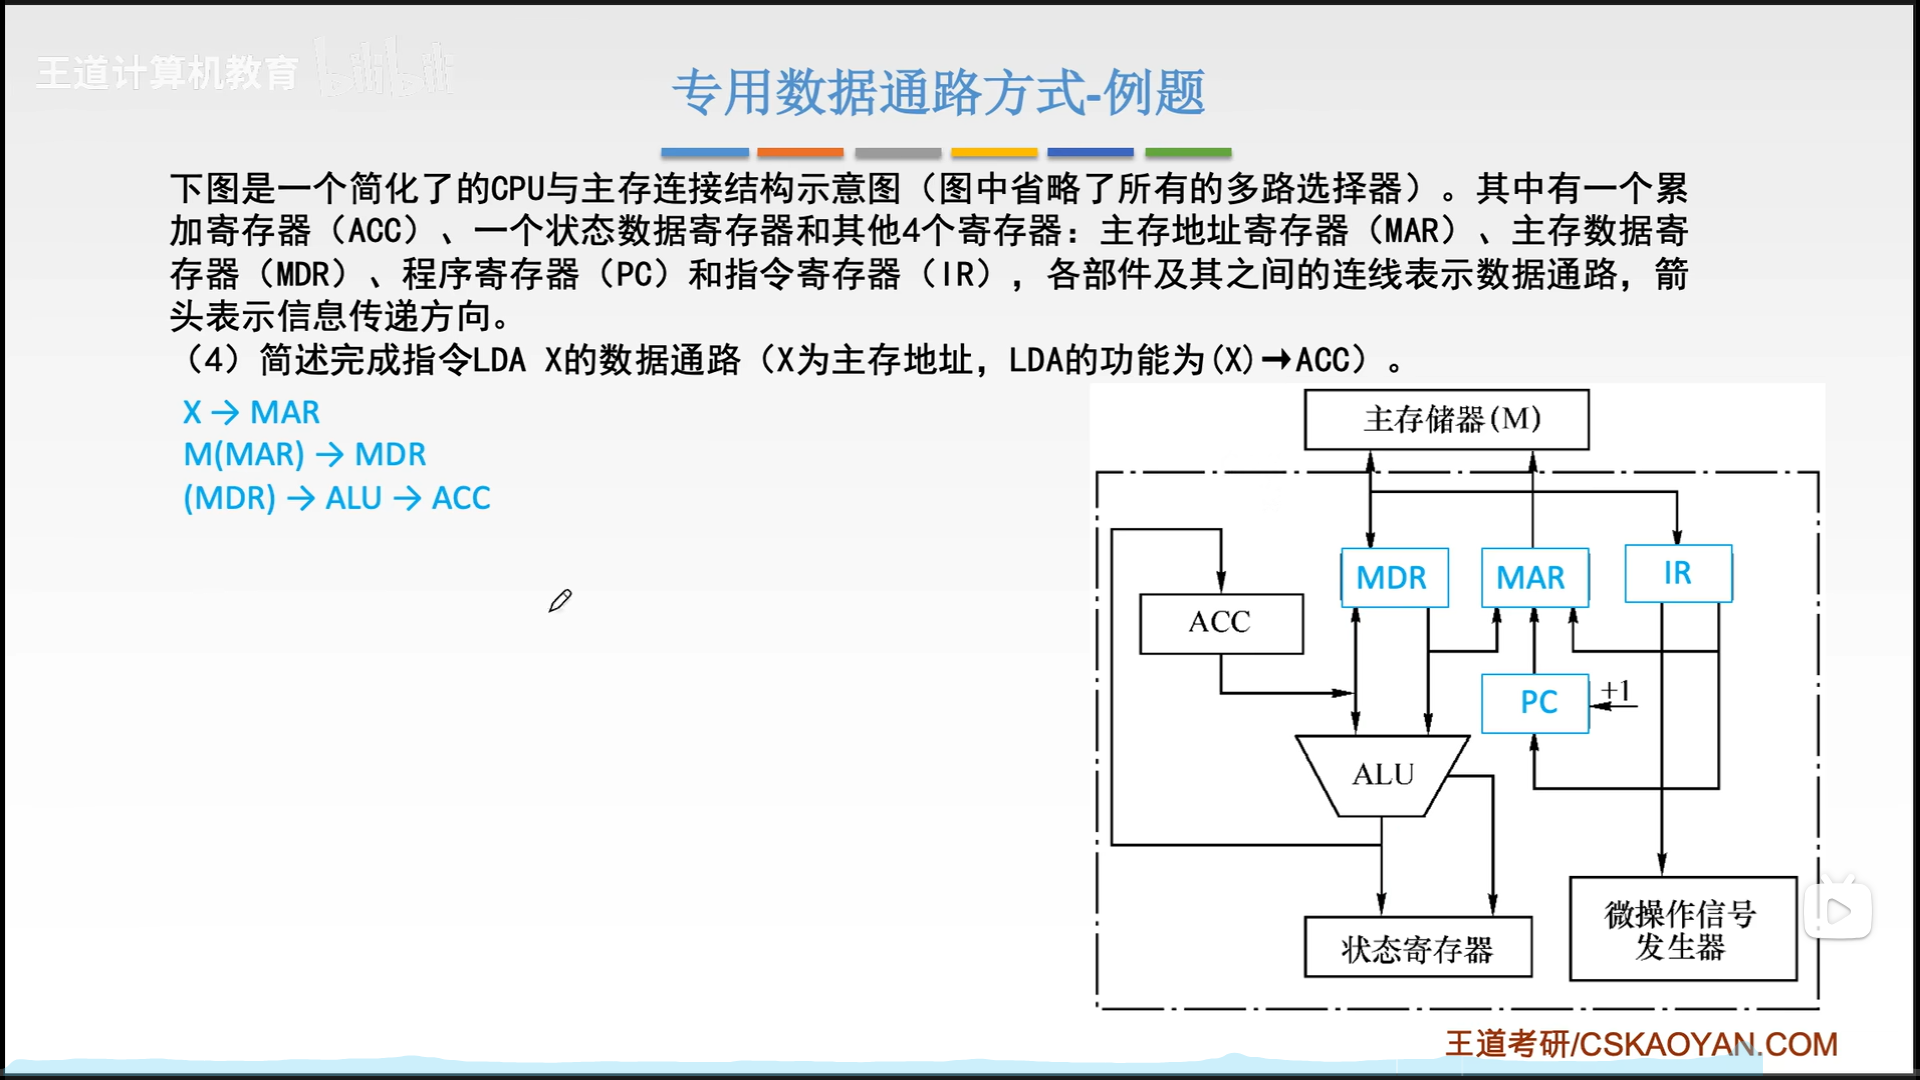 王道计算机教育 bilibili
专用数据通路方式-例题
下图是一个简化了的CPU与主存连接结构示意图（图中省略了所有的多路选择器）。其中有一个累
加寄存器（ACC）、一个状态数据寄存器和其他4个寄存器：主存地址寄存器（MAR）、主存数据寄
存器（MDR）、程序寄存器（PC）和指令寄存器（IR），各部件及其之间的连线表示数据通路，箭
头表示信息传递方向。
（4）简述完成指令LDA X的数据通路（X为主存地址，LDA的功能为(X)→ACC）。
X → MAR
M(MAR) → MDR
(MDR) → ALU → ACC
主存储器(M)
MDR
MAR
IR
ACC
PC
+1
ALU
状态寄存器
微操作信号
发生器
王道考研/CSKAOYAN.COM